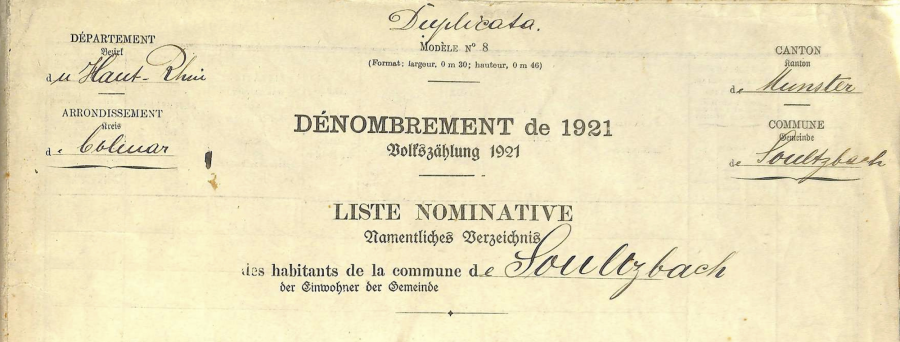 Duplicata.
MODÈLE Nº 8
(Format: largeur, 0 m 30; hauteur, 0 m 46)
DÉPARTEMENT
Bezirk
du Haut-Rhin
ARRONDISSEMENT
Kreis
de Colmar
CANTON
Kanton
de Munster
COMMUNE
Gemeinde
de Soultzbach
DÉNOMBREMENT de 1921
Volkszählung 1921
LISTE NOMINATIVE
Namentliches Verzeichnis
des habitants de la commune de Soultzbach
der Einwohner der Gemeinde